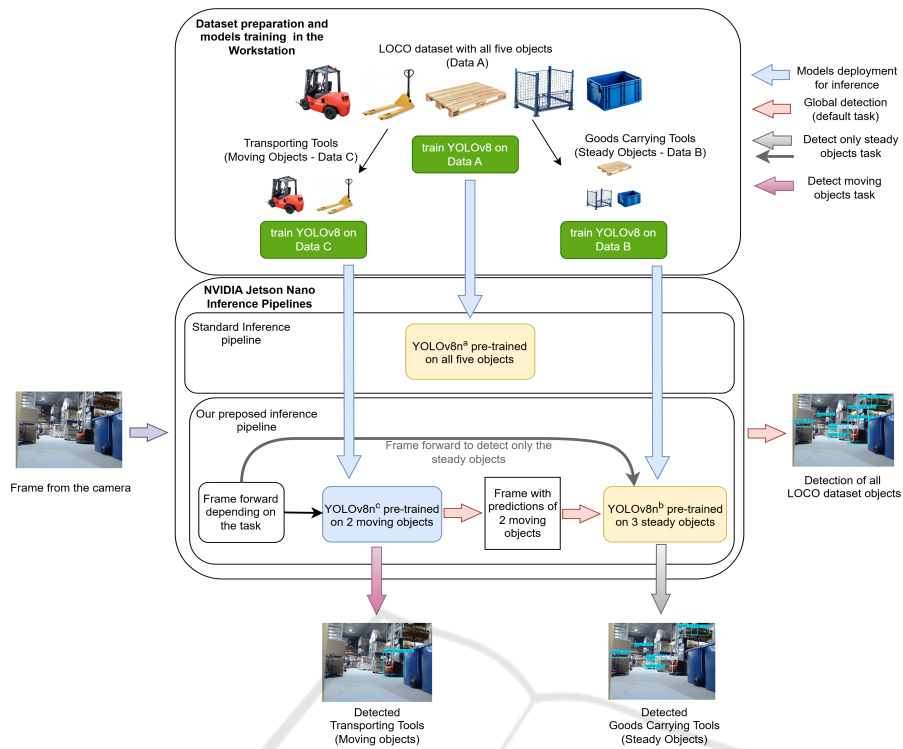 Dataset preparation and
models training in the
Workstation
LOCO dataset with all five objects
(Data A)
Transporting Tools
(Moving Objects - Data C)
train YOLOv8 on
Data A
Goods Carrying Tools
(Steady Objects - Data B)
train YOLOv8 on
Data C
train YOLOv8 on
Data B
Models deployment
for inference
Global detection
(default task)
Detect only steady
objects task
Detect moving
objects task
NVIDIA Jetson Nano
Inference Pipelines
Standard Inference
pipeline
YOLOv8nᵃ pre-trained
on all five objects
Our preposed inference
pipeline
Frame forward to detect only the
steady objects
Frame from the camera
Frame forward
depending on
the task
YOLOv8nᶜ pre-trained
on 2 moving objects
Frame with
predictions of
2 moving
objects
YOLOv8nᵇ pre-trained
on 3 steady objects
Detection of all
LOCO dataset objects
Detected
Transporting Tools
(Moving objects)
Detected
Goods Carrying Tools
(Steady Objects)